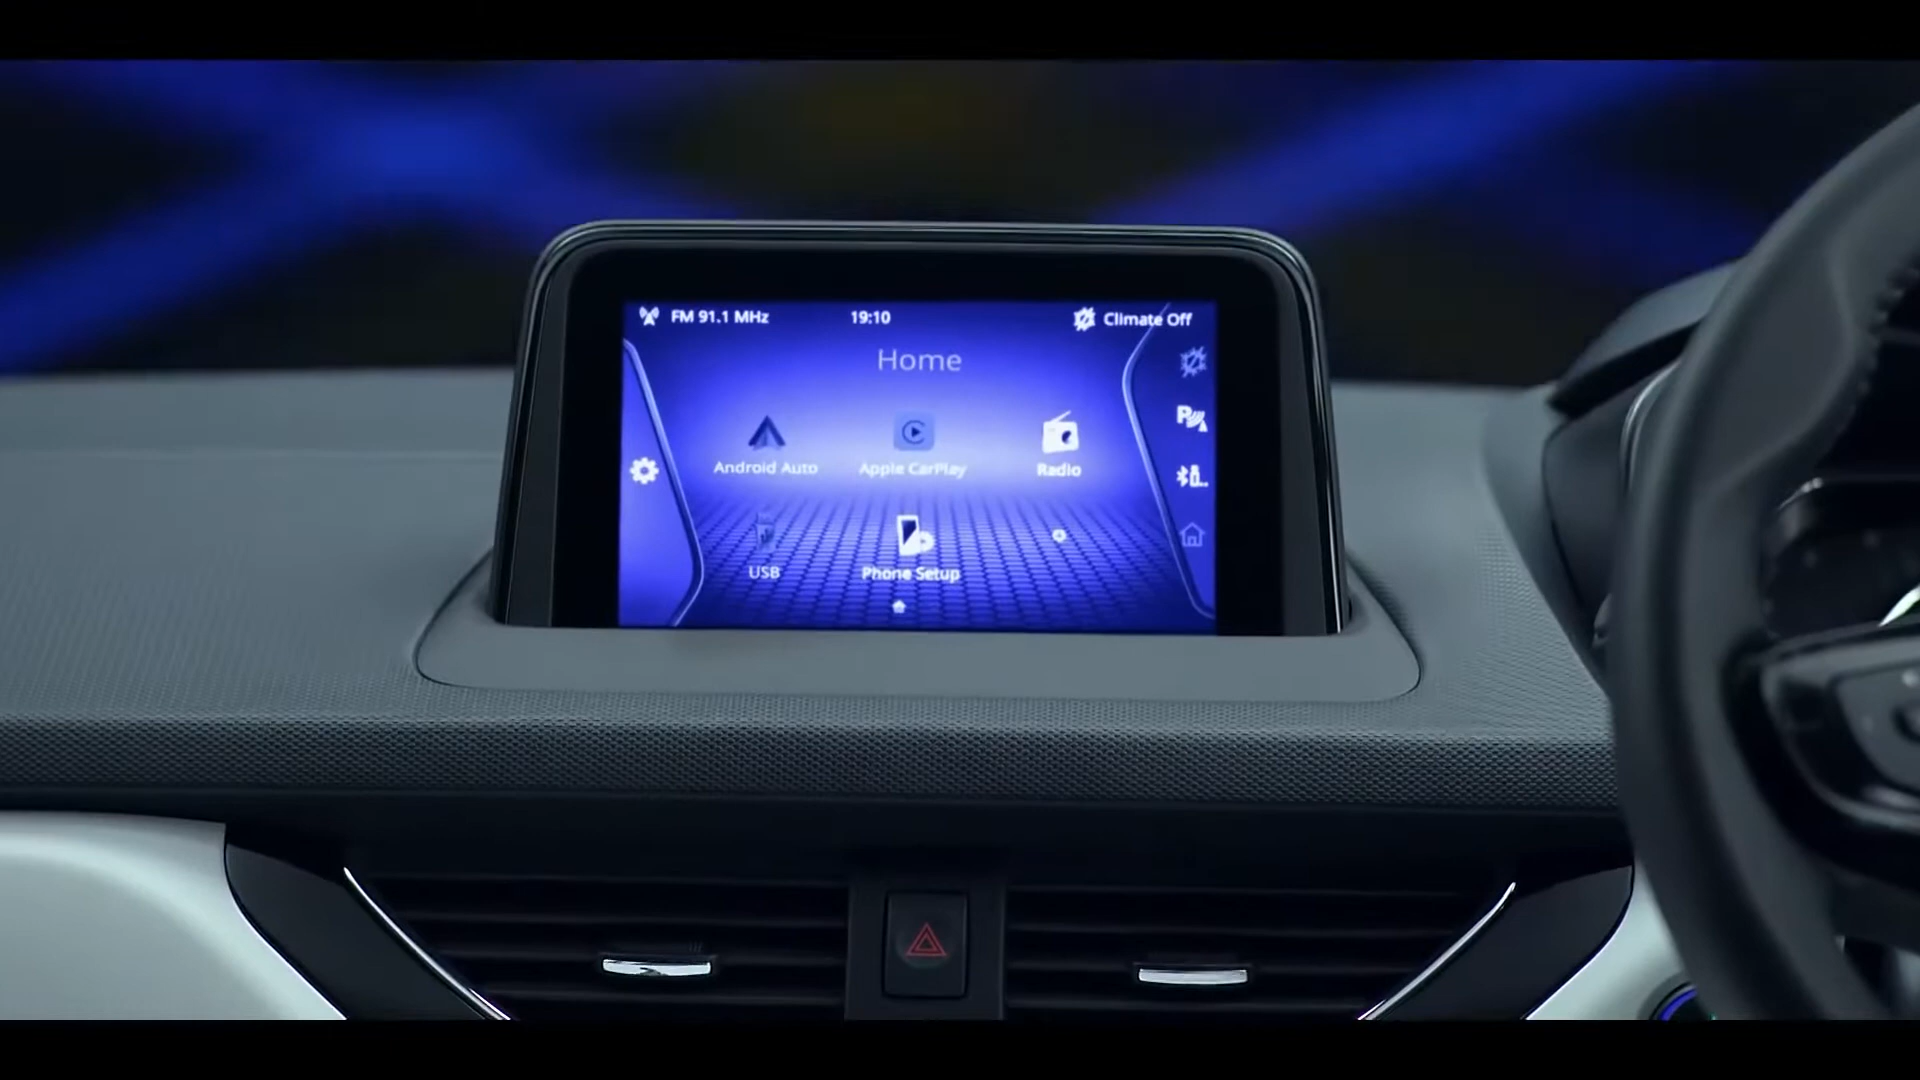 FM 91.1 MHz 19:10 Climate Off
Home
Android Auto Apple CarPlay Radio
USB Phone Setup